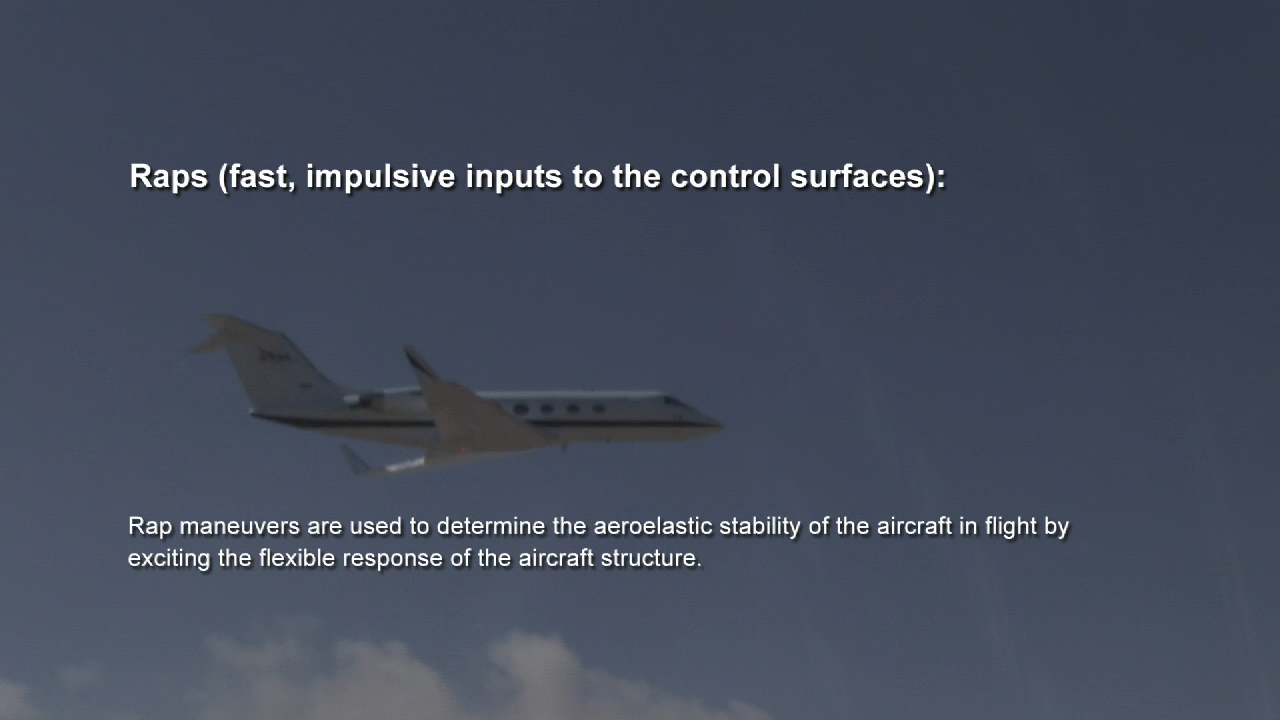 Raps (fast, impulsive inputs to the control surfaces):
Rap maneuvers are used to determine the aeroelastic stability of the aircraft in flight by
exciting the flexible response of the aircraft structure.